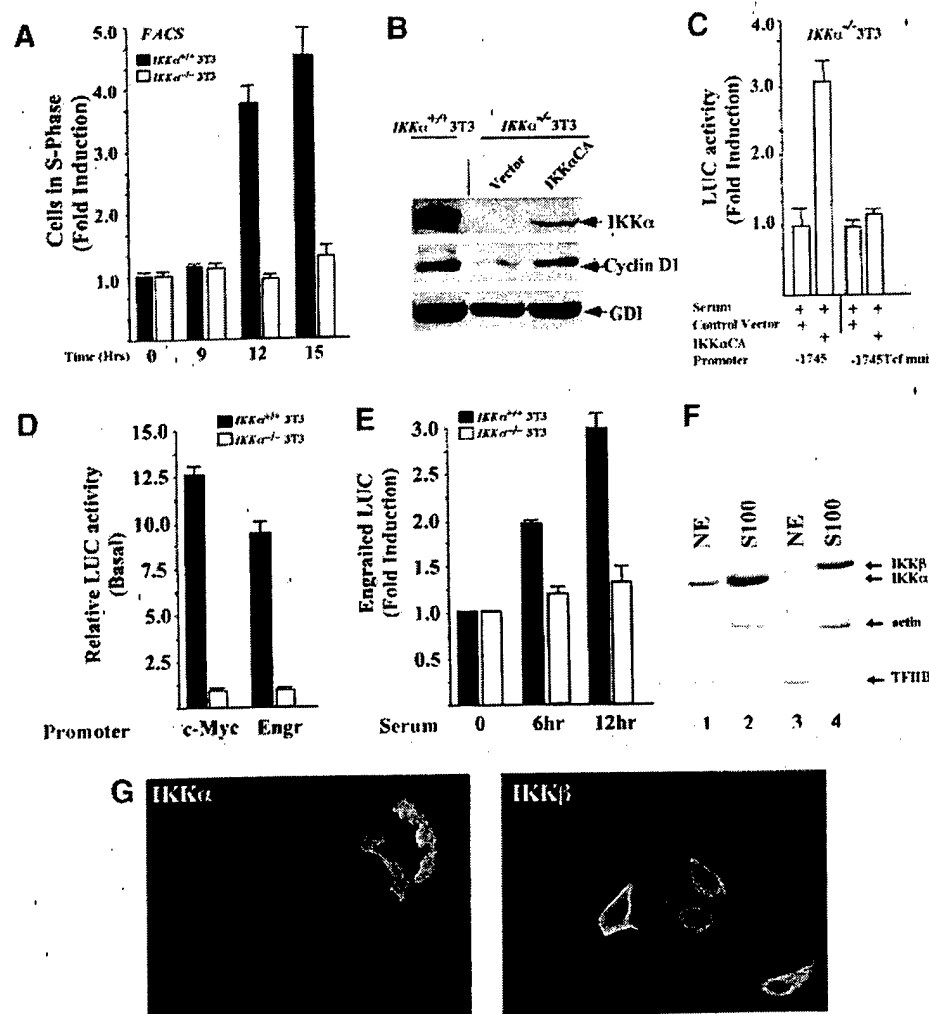 A
FACS
IKKα+/+ 3T3
IKKα-/- 3T3
Cells in S-Phase
(Fold Induction)
5.0
4.0
3.0
2.0
1.0
Time (Hrs) 0 9 12 15
B
IKKα+/+ 3T3 IKKα-/- 3T3
Vector IKKαCA
IKKα
Cyclin D1
GDI
C
IKKα-/- 3T3
LUC activity
(Fold Induction)
4.0
3.0
2.0
1.0
Serum + + + +
Control Vector + +
IKKαCA + +
Promoter -1745 -1745Tcf mut
D
IKKα+/+ 3T3
IKKα-/- 3T3
Relative LUC activity
(Basal)
15.0
12.5
10.0
7.5
5.0
2.5
Promoter c-Myc Engr
E
IKKα+/+ 3T3
IKKα-/- 3T3
Engrailed LUC
(Fold Induction)
3.0
2.0
1.5
1.0
0.5
Serum 0 6hr 12hr
F
NE S100 NE S100
IKKβ
IKKα
actin
TFIIB
1 2 3 4
G
IKKα
IKKβ